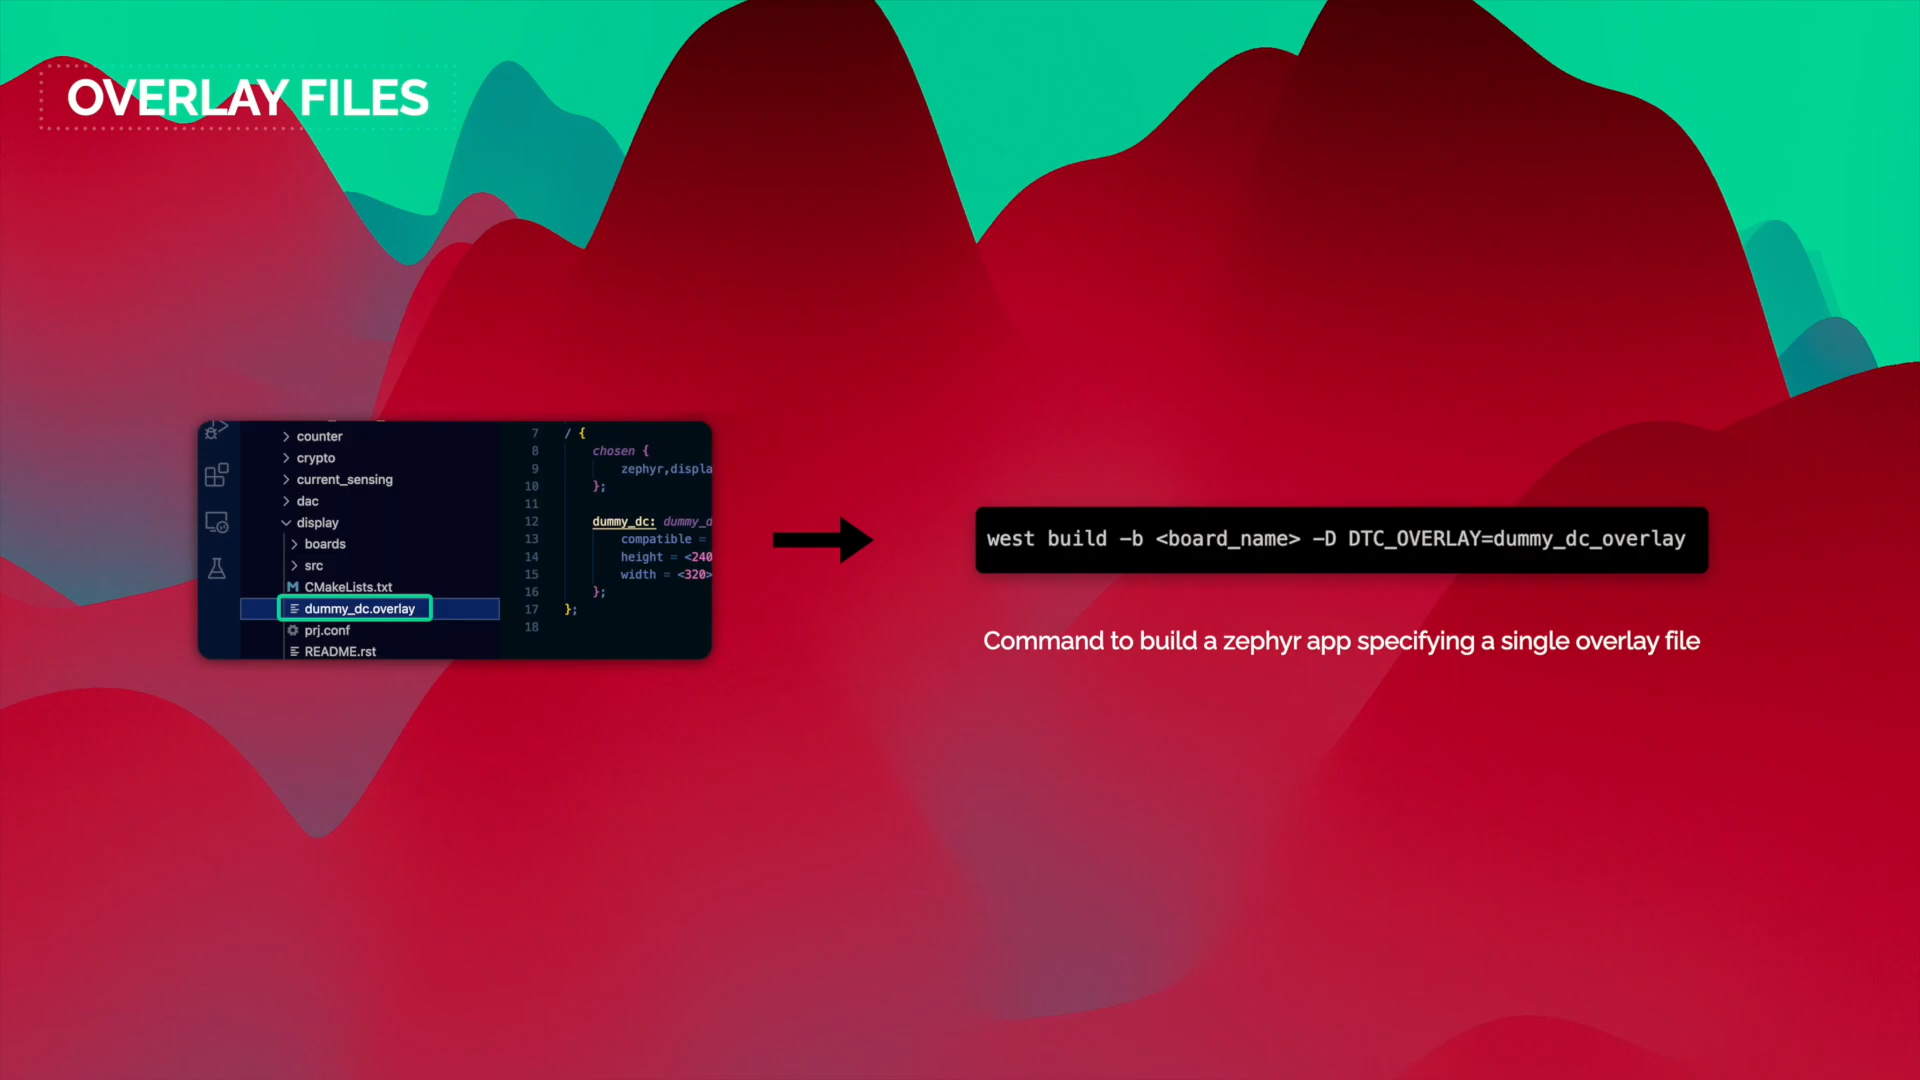 OVERLAY FILES
counter
crypto
current_sensing
dac
display
boards
src
CMakeLists.txt
dummy_dc.overlay
prj.conf
README.rst
7 / {
8 chosen {
9 zephyr,displa
10 };
11
12 dummy_dc: dummy_d
13 compatible =
14 height = <240
15 width = <320>
16 };
17 };
18
west build -b <board_name> -D DTC_OVERLAY=dummy_dc_overlay
Command to build a zephyr app specifying a single overlay file